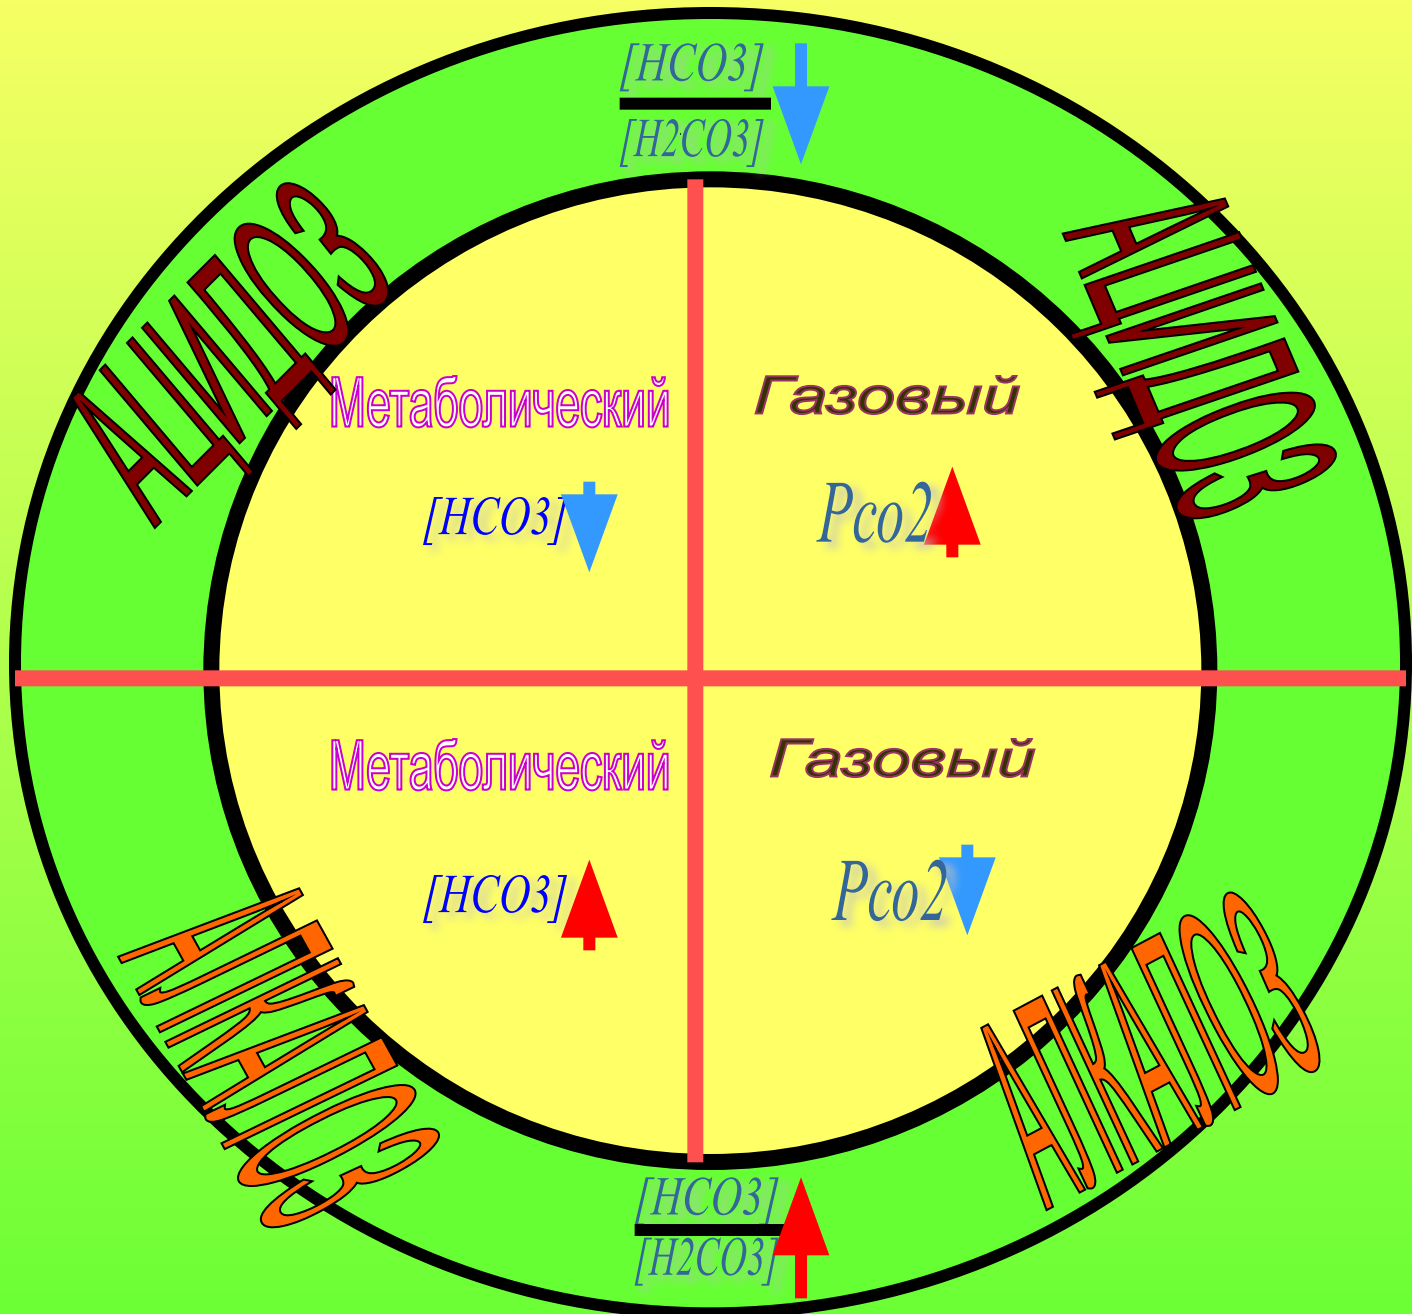 [HCO3]
[H2CO3]
АЦИДОЗ
АЦИДОЗ
Метаболический
Газовый
[HCO3]
Pco2
Метаболический
Газовый
[HCO3]
Pco2
АЛКАЛОЗ
АЛКАЛОЗ
[HCO3]
[H2CO3]